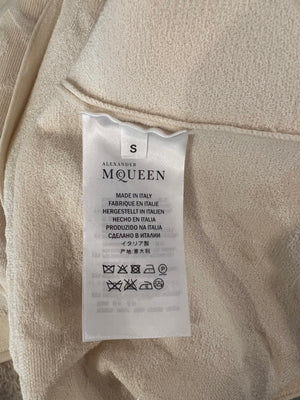 S
ALEXANDER
MCQUEEN
MADE IN ITALY
FABRIQUE EN ITALIE
HERGESTELLT IN ITALIEN
HECHO EN ITALIA
PRODUZIDO NA ITALIA
СДЕЛАНО В ИТАЛИИ
イタリア製
产地:意大利